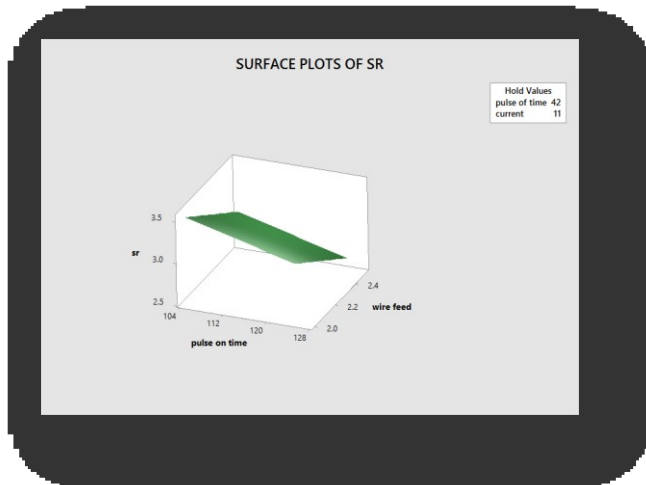 SURFACE PLOTS OF SR
Hold Values
pulse of time 42
current 11
3.5
sr
3.0
2.5
104
112
120
128
pulse on time
2.0
2.2
2.4
wire feed